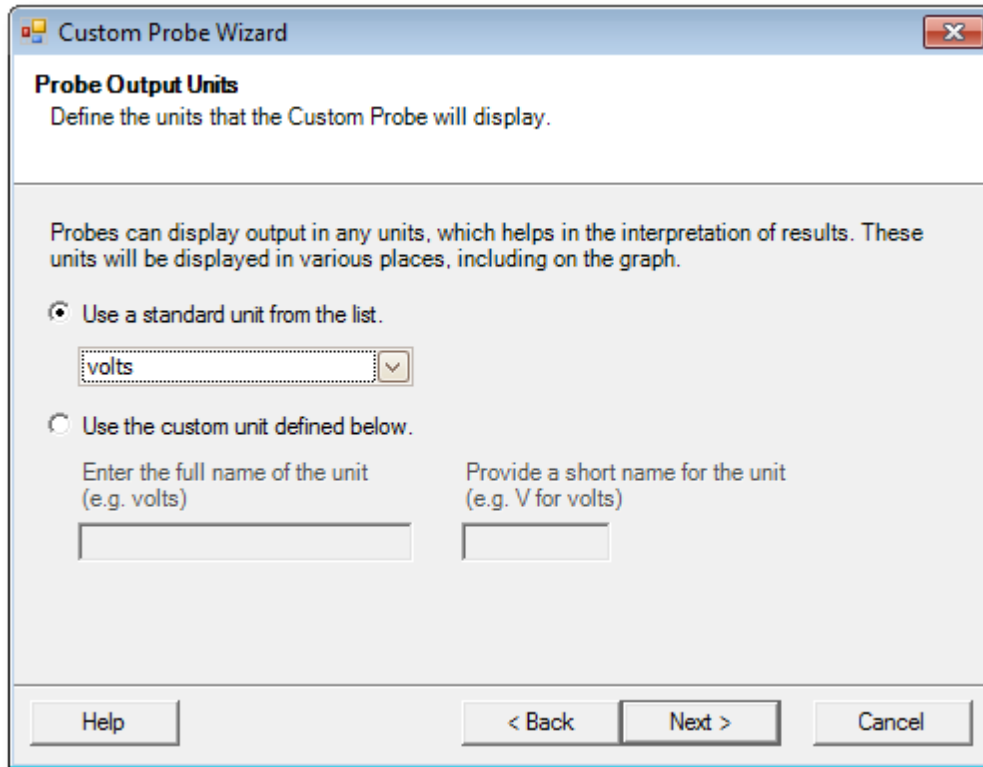 Custom Probe Wizard
Probe Output Units
Define the units that the Custom Probe will display.
Probes can display output in any units, which helps in the interpretation of results. These
units will be displayed in various places, including on the graph.
Use a standard unit from the list.
volts
Use the custom unit defined below.
Enter the full name of the unit
(e.g. volts)
Provide a short name for the unit
(e.g. V for volts)
Help
< Back
Next >
Cancel